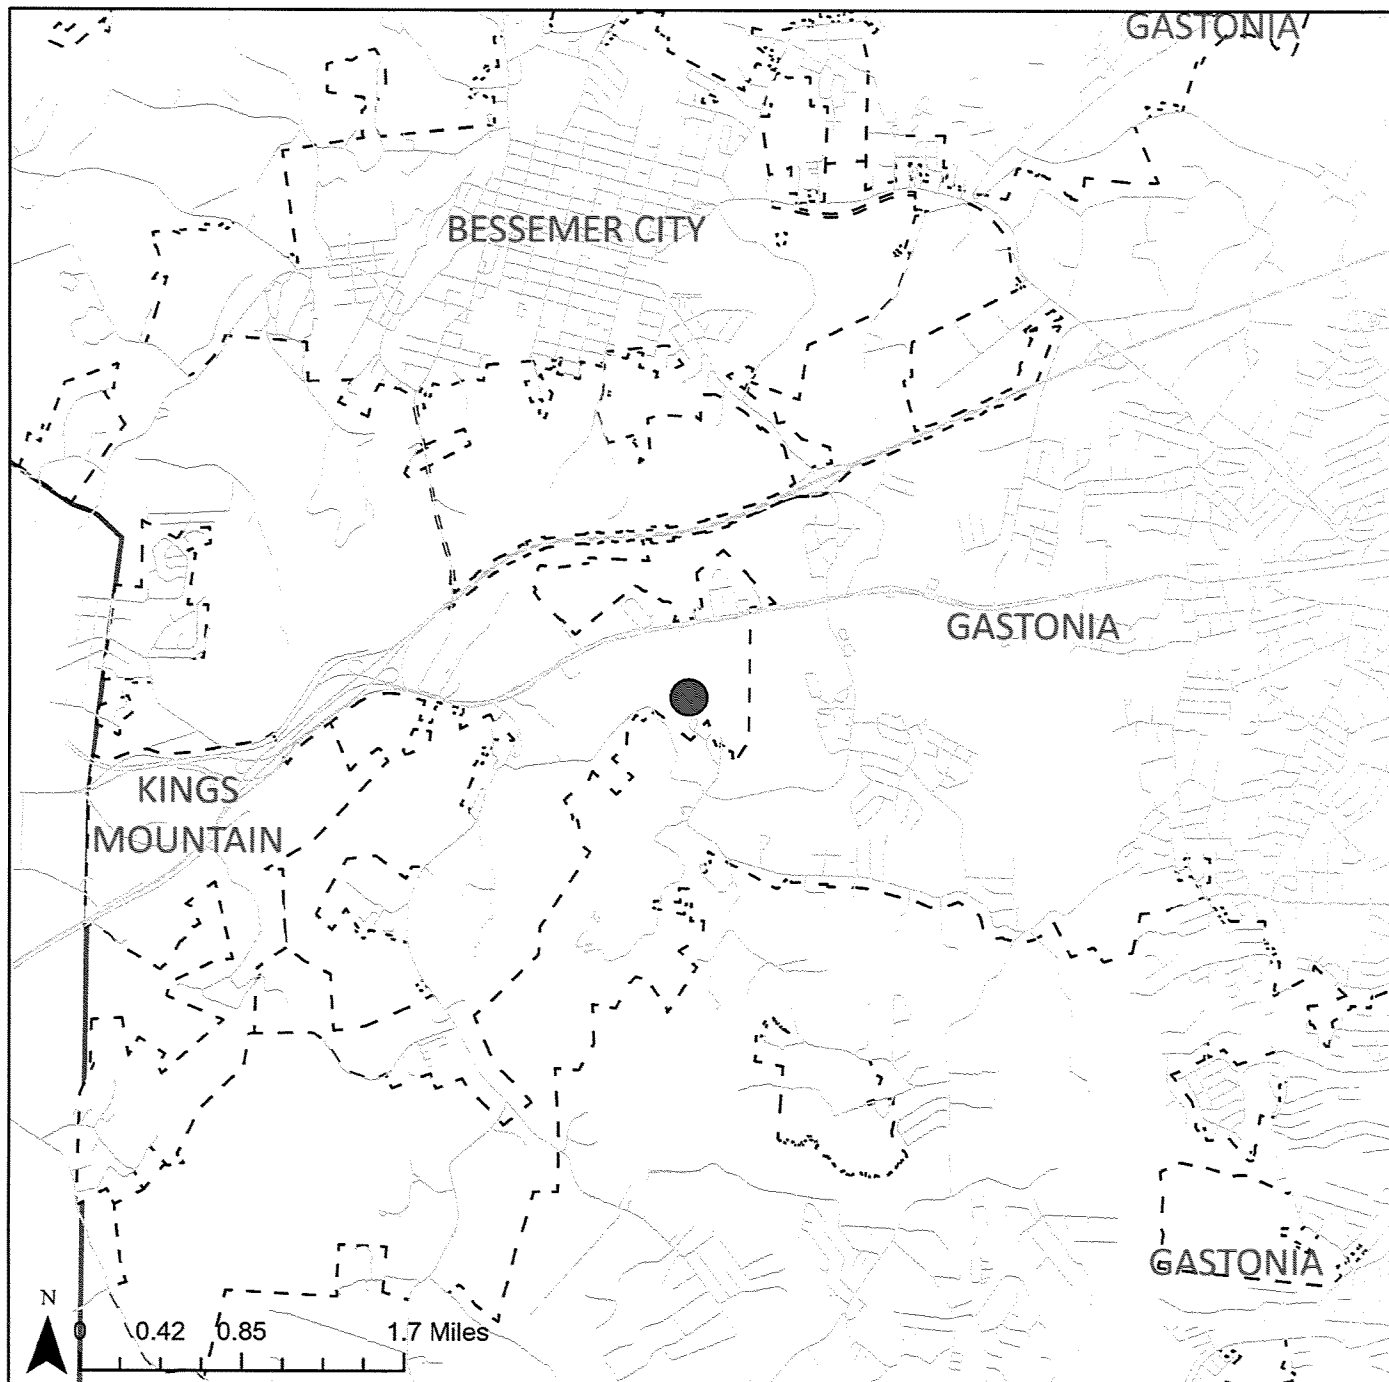 GASTONIA
BESSEMER CITY
GASTONIA
KINGS
MOUNTAIN
GASTONIA
N
0 0.42 0.85 1.7 Miles